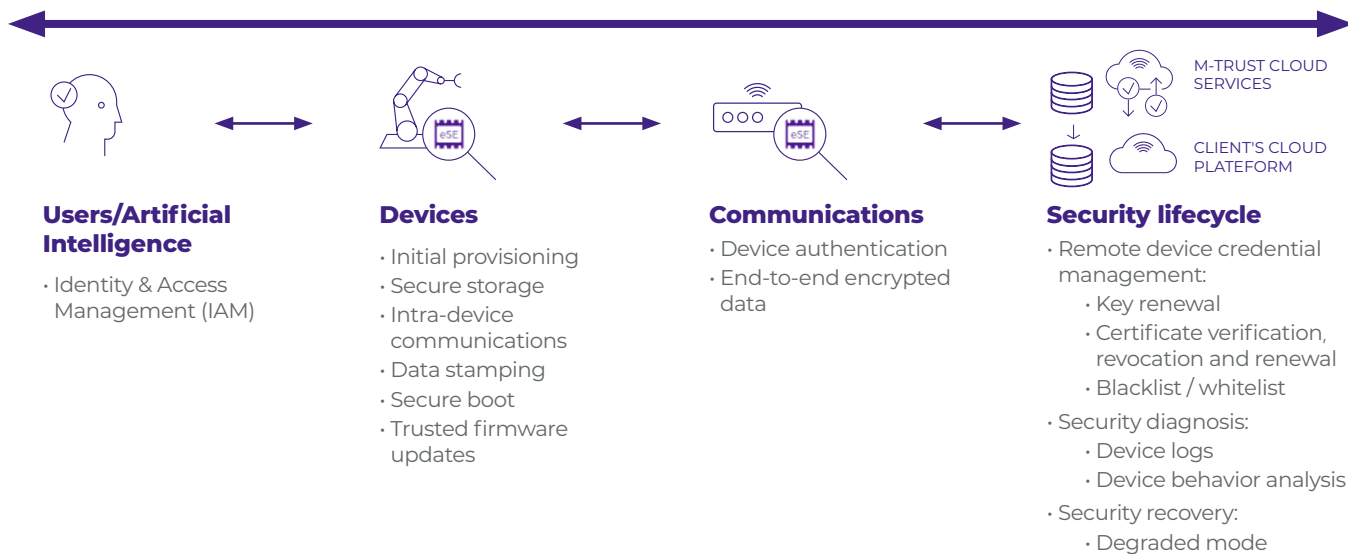 eSE
eSE
M-TRUST CLOUD
SERVICES
CLIENT'S CLOUD
PLATEFORM
Users/Artificial
Intelligence
· Identity & Access
Management (IAM)
Devices
· Initial provisioning
· Secure storage
· Intra-device
communications
· Data stamping
· Secure boot
· Trusted firmware
updates
Communications
· Device authentication
· End-to-end encrypted
data
Security lifecycle
· Remote device credential
management:
· Key renewal
· Certificate verification,
revocation and renewal
· Blacklist / whitelist
· Security diagnosis:
· Device logs
· Device behavior analysis
· Security recovery:
· Degraded mode